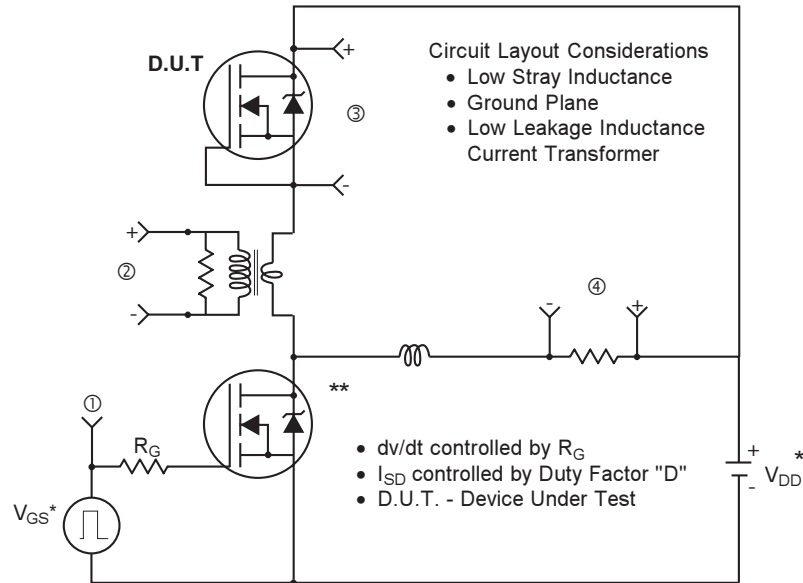 D.U.T
+
③
-
Circuit Layout Considerations
• Low Stray Inductance
• Ground Plane
• Low Leakage Inductance
Current Transformer
+
②
-
④
- +
**
①
R_G
V_GS*
• dv/dt controlled by R_G
• I_SD controlled by Duty Factor "D"
• D.U.T. - Device Under Test
+
V_DD*
-